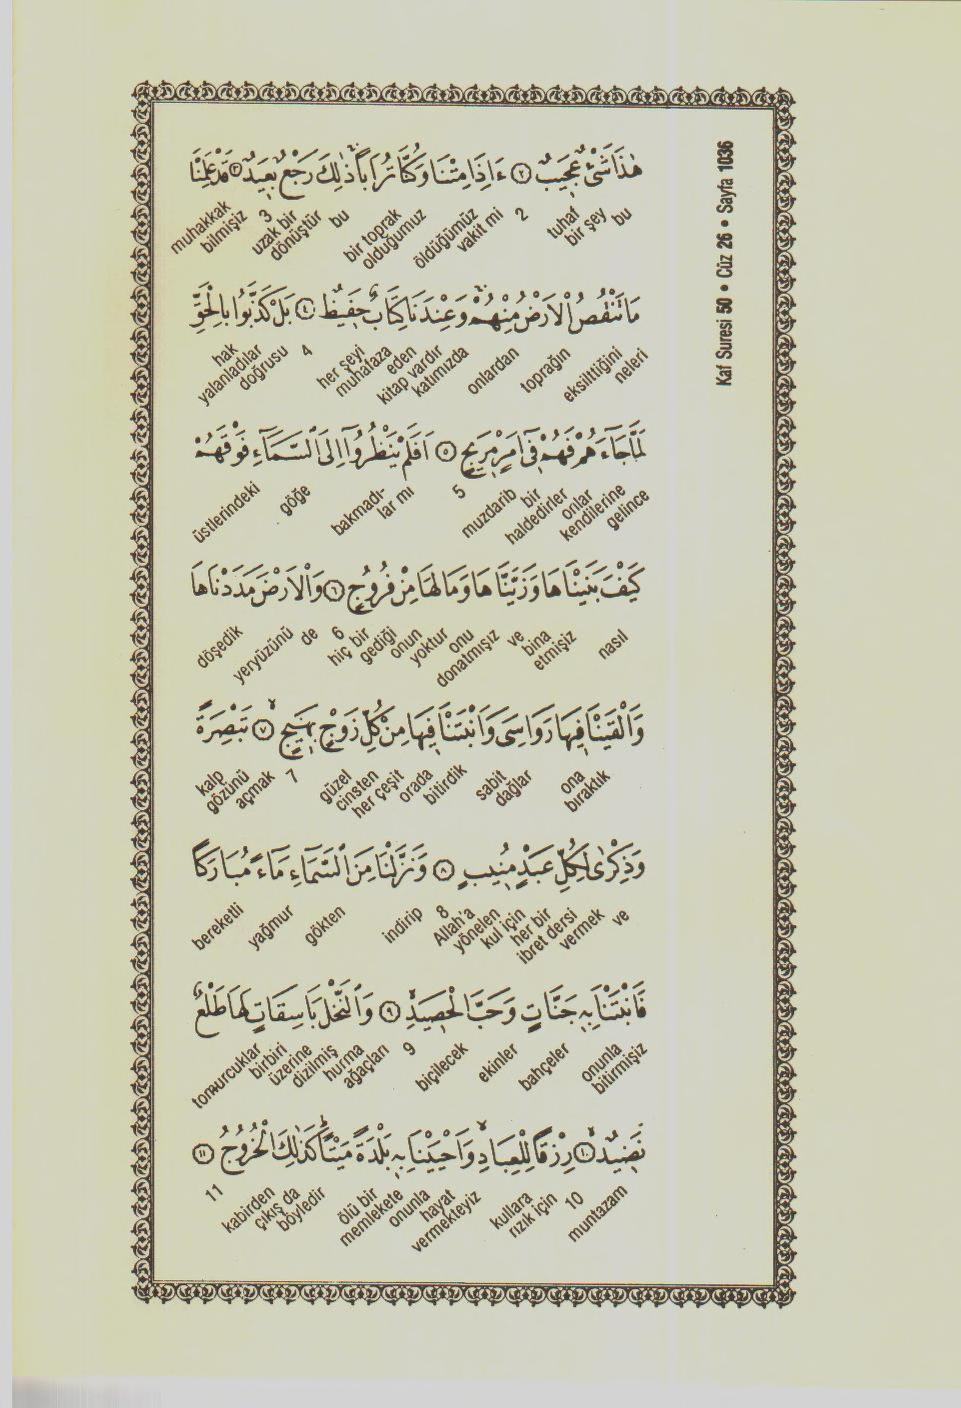 Kaf Suresi 50 • Cüz 26 • Sayfa 1036
هٰذَا شَىْءٌ عَجٖيبٌ ﴿٢﴾ ءَاِذَا مِتْنَا وَكُنَّا تُرَابًا ذٰلِكَ رَجْعٌ بَعٖيدٌ ﴿٣﴾ قَدْ عَلِمْنَا
bu bir şey tuhaf 2 vakit mi öldüğümüz olduğumuz bir toprak bu dönüştür uzak bir 3 bilmişiz muhakkak
مَا تَنْقُصُ الْاَرْضُ مِنْهُمْ وَعِنْدَنَا كِتَابٌ حَفٖيظٌ ﴿٤﴾ بَلْ كَذَّبُوا بِالْحَقِّ
neleri eksilttiğini toprağın onlardan katımızda kitap vardır eden muhafaza her şeyi 4 doğrusu yalanladılar hak
لَمَّا جَاءَهُمْ فَهُمْ فٖى اَمْرٍ مَرٖيجٍ ﴿٥﴾ اَفَلَمْ يَنْظُرُوا اِلَى السَّمَاءِ فَوْقَهُمْ
gelince kendilerine onlar haldedirler bir muzdarib 5 bakmadı- lar mı göğe üstlerindeki
كَيْفَ بَنَيْنَاهَا وَزَيَّنَّاهَا وَمَا لَهَا مِنْ فُرُوجٍ ﴿٦﴾ وَالْاَرْضَ مَدَدْنَاهَا
nasıl etmişiz bina ve donatmışız onu yoktur onun gediği hiç bir 6 de yeryüzünü döşedik
وَاَلْقَيْنَا فٖيهَا رَوَاسِىَ وَاَنْبَتْنَا فٖيهَا مِنْ كُلِّ زَوْجٍ بَهٖيجٍ ﴿٧﴾ تَبْصِرَةً
bıraktık ona dağlar sabit bitirdik orada her çeşit cinsten güzel 7 açmak gözünü kalp
وَذِكْرٰى لِكُلِّ عَبْدٍ مُنٖيبٍ ﴿٨﴾ وَنَزَّلْنَا مِنَ السَّمَاءِ مَاءً مُبَارَكًا
ve vermek ibret dersi her bir kul için yönelen Allah'a 8 indirip gökten yağmur bereketli
فَاَنْبَتْنَا بِهٖ جَنَّاتٍ وَحَبَّ الْحَصٖيدِ ﴿٩﴾ وَالنَّخْلَ بَاسِقَاتٍ لَهَا طَلْعٌ
bitirmişiz onunla bahçeler ekinler biçilecek 9 ağaçları hurma dizilmiş üzerine birbiri tomurcuklar
نَضٖيدٌ ﴿١٠﴾ رِزْقًا لِلْعِبَادِ وَاَحْيَيْنَا بِهٖ بَلْدَةً مَيْتًا كَذٰلِكَ الْخُرُوجُ ﴿١١﴾
muntazam 10 rızık için kullara vermekteyiz hayat onunla memlekete ölü bir böyledir çıkış da kabirden 11